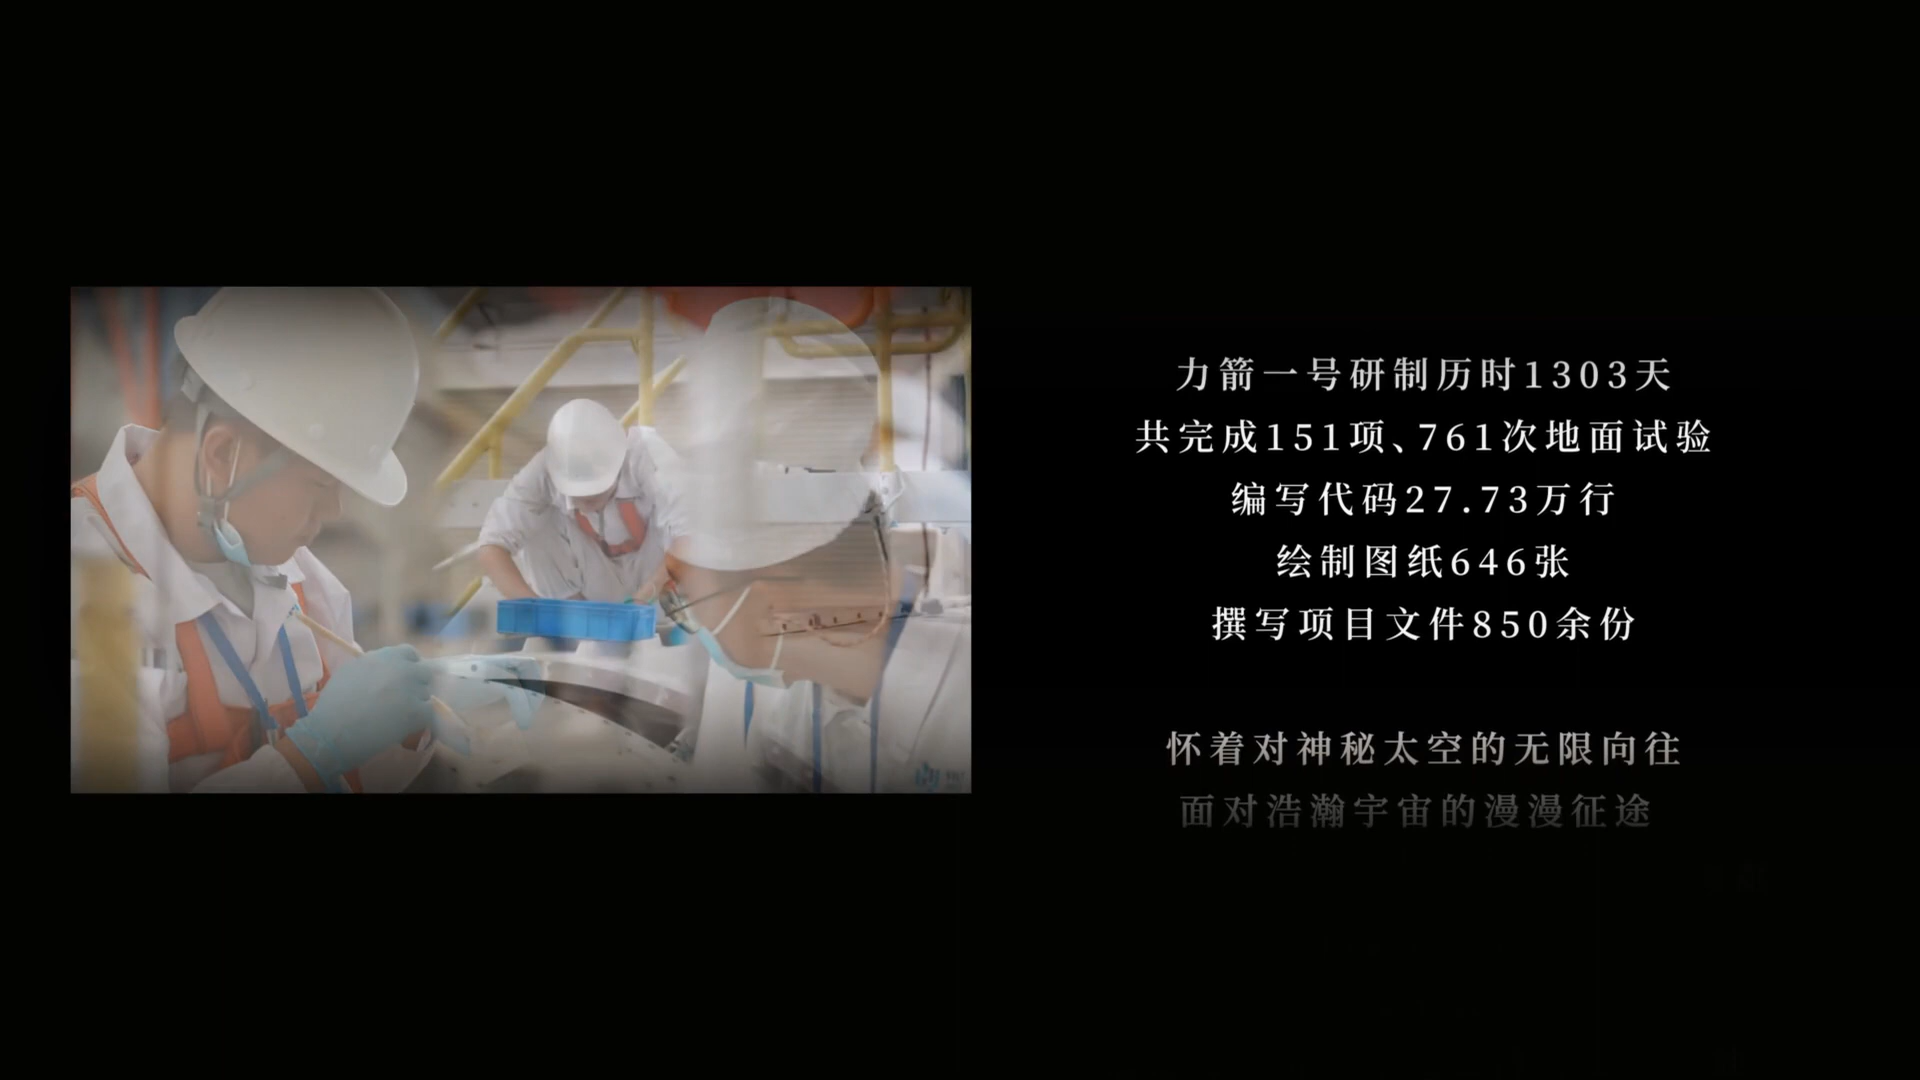 力箭一号研制历时1303天
共完成151项、761次地面试验
编写代码27.73万行
绘制图纸646张
撰写项目文件850余份
怀着对神秘太空的无限向往
面对浩瀚宇宙的漫漫征途